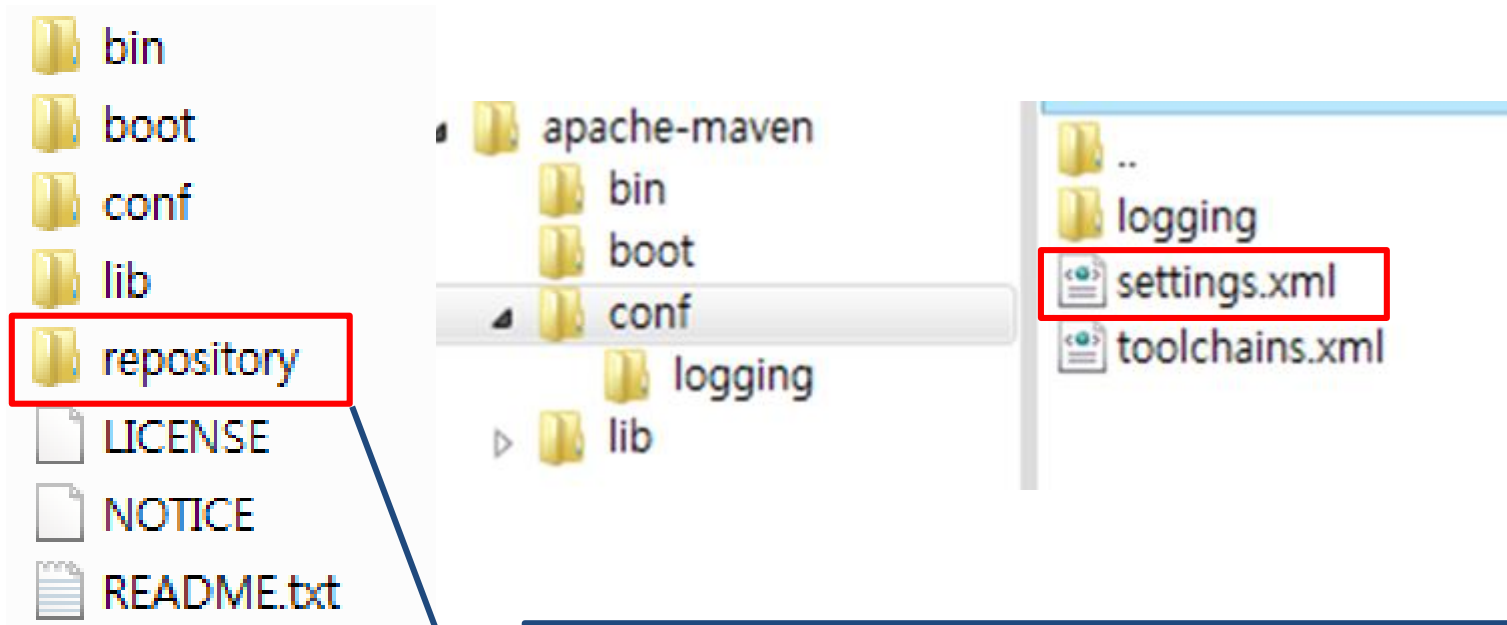 bin
boot
conf
lib
repository
LICENSE
NOTICE
README.txt
apache-maven
bin
boot
conf
logging
lib
..
logging
settings.xml
toolchains.xml